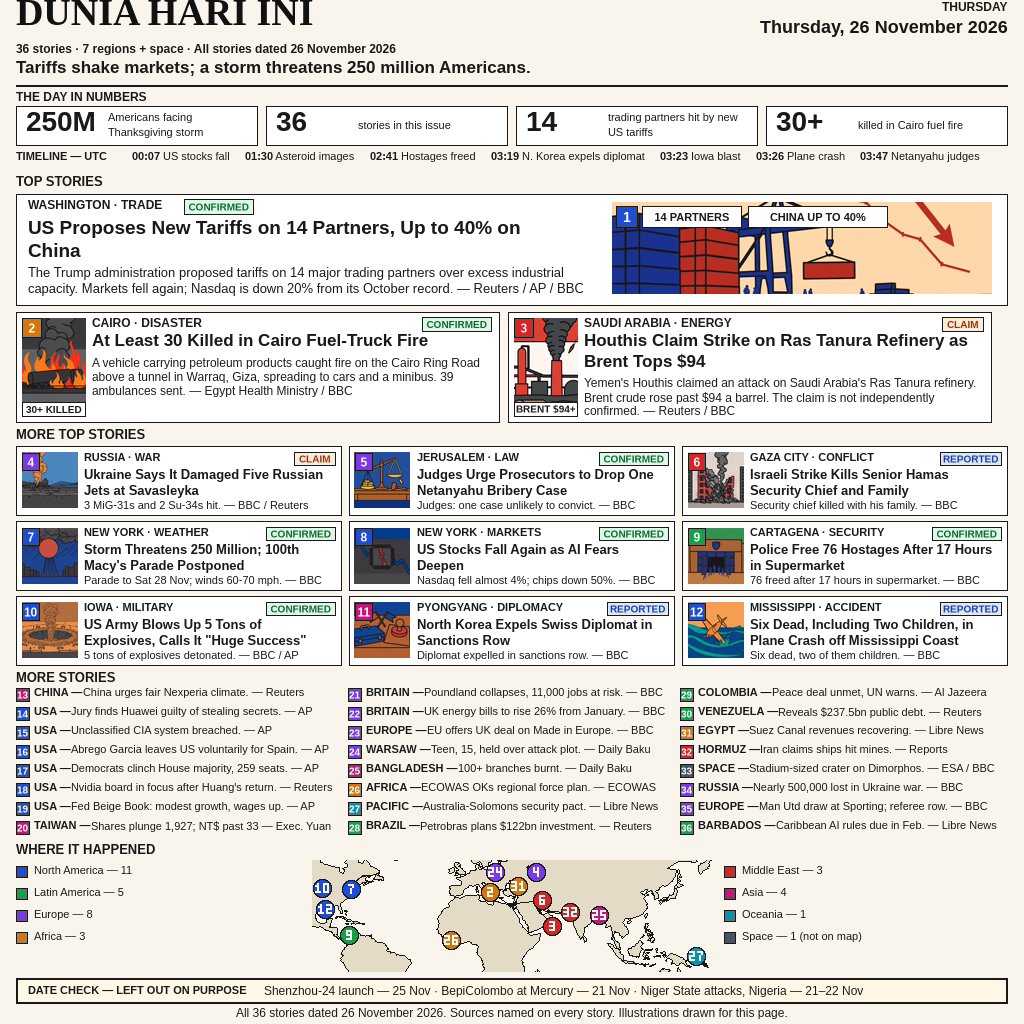 DUNIA HARI INI
THURSDAY
Thursday, 26 November 2026
36 stories · 7 regions + space · All stories dated 26 November 2026
Tariffs shake markets; a storm threatens 250 million Americans.
THE DAY IN NUMBERS
250M Americans facing
Thanksgiving storm
36 stories in this issue
14 trading partners hit by new
US tariffs
30+ killed in Cairo fuel fire
TIMELINE — UTC 00:07 US stocks fall 01:30 Asteroid images 02:41 Hostages freed 03:19 N. Korea expels diplomat 03:23 Iowa blast 03:26 Plane crash 03:47 Netanyahu judges
TOP STORIES
WASHINGTON · TRADE CONFIRMED
US Proposes New Tariffs on 14 Partners, Up to 40% on
China
The Trump administration proposed tariffs on 14 major trading partners over excess industrial
capacity. Markets fell again; Nasdaq is down 20% from its October record. — Reuters / AP / BBC
1 14 PARTNERS CHINA UP TO 40%
2 CAIRO · DISASTER CONFIRMED
At Least 30 Killed in Cairo Fuel-Truck Fire
A vehicle carrying petroleum products caught fire on the Cairo Ring Road
above a tunnel in Warraq, Giza, spreading to cars and a minibus. 39
ambulances sent. — Egypt Health Ministry / BBC
30+ KILLED
3 SAUDI ARABIA · ENERGY CLAIM
Houthis Claim Strike on Ras Tanura Refinery as
Brent Tops $94
Yemen's Houthis claimed an attack on Saudi Arabia's Ras Tanura refinery.
Brent crude rose past $94 a barrel. The claim is not independently
confirmed. — Reuters / BBC
BRENT $94+
MORE TOP STORIES
4 RUSSIA · WAR CLAIM
Ukraine Says It Damaged Five Russian
Jets at Savasleyka
3 MiG-31s and 2 Su-34s hit. — BBC / Reuters
5 JERUSALEM · LAW CONFIRMED
Judges Urge Prosecutors to Drop One
Netanyahu Bribery Case
Judges: one case unlikely to convict. — BBC
6 GAZA CITY · CONFLICT REPORTED
Israeli Strike Kills Senior Hamas
Security Chief and Family
Security chief killed with his family. — BBC
7 NEW YORK · WEATHER CONFIRMED
Storm Threatens 250 Million; 100th
Macy's Parade Postponed
Parade to Sat 28 Nov; winds 60-70 mph. — BBC
8 NEW YORK · MARKETS CONFIRMED
US Stocks Fall Again as AI Fears
Deepen
Nasdaq fell almost 4%; chips down 50%. — BBC
9 CARTAGENA · SECURITY CONFIRMED
Police Free 76 Hostages After 17 Hours
in Supermarket
76 freed after 17 hours in supermarket. — BBC
10 IOWA · MILITARY CONFIRMED
US Army Blows Up 5 Tons of
Explosives, Calls It "Huge Success"
5 tons of explosives detonated. — BBC / AP
11 PYONGYANG · DIPLOMACY REPORTED
North Korea Expels Swiss Diplomat in
Sanctions Row
Diplomat expelled in sanctions row. — BBC
12 MISSISSIPPI · ACCIDENT REPORTED
Six Dead, Including Two Children, in
Plane Crash off Mississippi Coast
Six dead, two of them children. — BBC
MORE STORIES
13 CHINA —China urges fair Nexperia climate. — Reuters
14 USA —Jury finds Huawei guilty of stealing secrets. — AP
15 USA —Unclassified CIA system breached. — AP
16 USA —Abrego Garcia leaves US voluntarily for Spain. — AP
17 USA —Democrats clinch House majority, 259 seats. — AP
18 USA —Nvidia board in focus after Huang's return. — Reuters
19 USA —Fed Beige Book: modest growth, wages up. — AP
20 TAIWAN —Shares plunge 1,927; NT$ past 33 — Exec. Yuan
21 BRITAIN —Poundland collapses, 11,000 jobs at risk. — BBC
22 BRITAIN —UK energy bills to rise 26% from January. — BBC
23 EUROPE —EU offers UK deal on Made in Europe. — BBC
24 WARSAW —Teen, 15, held over attack plot. — Daily Baku
25 BANGLADESH —100+ branches burnt. — Daily Baku
26 AFRICA —ECOWAS OKs regional force plan. — ECOWAS
27 PACIFIC —Australia-Solomons security pact. — Libre News
28 BRAZIL —Petrobras plans $122bn investment. — Reuters
29 COLOMBIA —Peace deal unmet, UN warns. — Al Jazeera
30 VENEZUELA —Reveals $237.5bn public debt. — Reuters
31 EGYPT —Suez Canal revenues recovering. — Libre News
32 HORMUZ —Iran claims ships hit mines. — Reports
33 SPACE —Stadium-sized crater on Dimorphos. — ESA / BBC
34 RUSSIA —Nearly 500,000 lost in Ukraine war. — BBC
35 EUROPE —Man Utd draw at Sporting; referee row. — BBC
36 BARBADOS —Caribbean AI rules due in Feb. — Libre News
WHERE IT HAPPENED
North America — 11
Latin America — 5
Europe — 8
Africa — 3
10 7 12 9 24 4 2 31 6 3 32 25 26 27
Middle East — 3
Asia — 4
Oceania — 1
Space — 1 (not on map)
DATE CHECK — LEFT OUT ON PURPOSE Shenzhou-24 launch — 25 Nov · BepiColombo at Mercury — 21 Nov · Niger State attacks, Nigeria — 21–22 Nov
All 36 stories dated 26 November 2026. Sources named on every story. Illustrations drawn for this page.